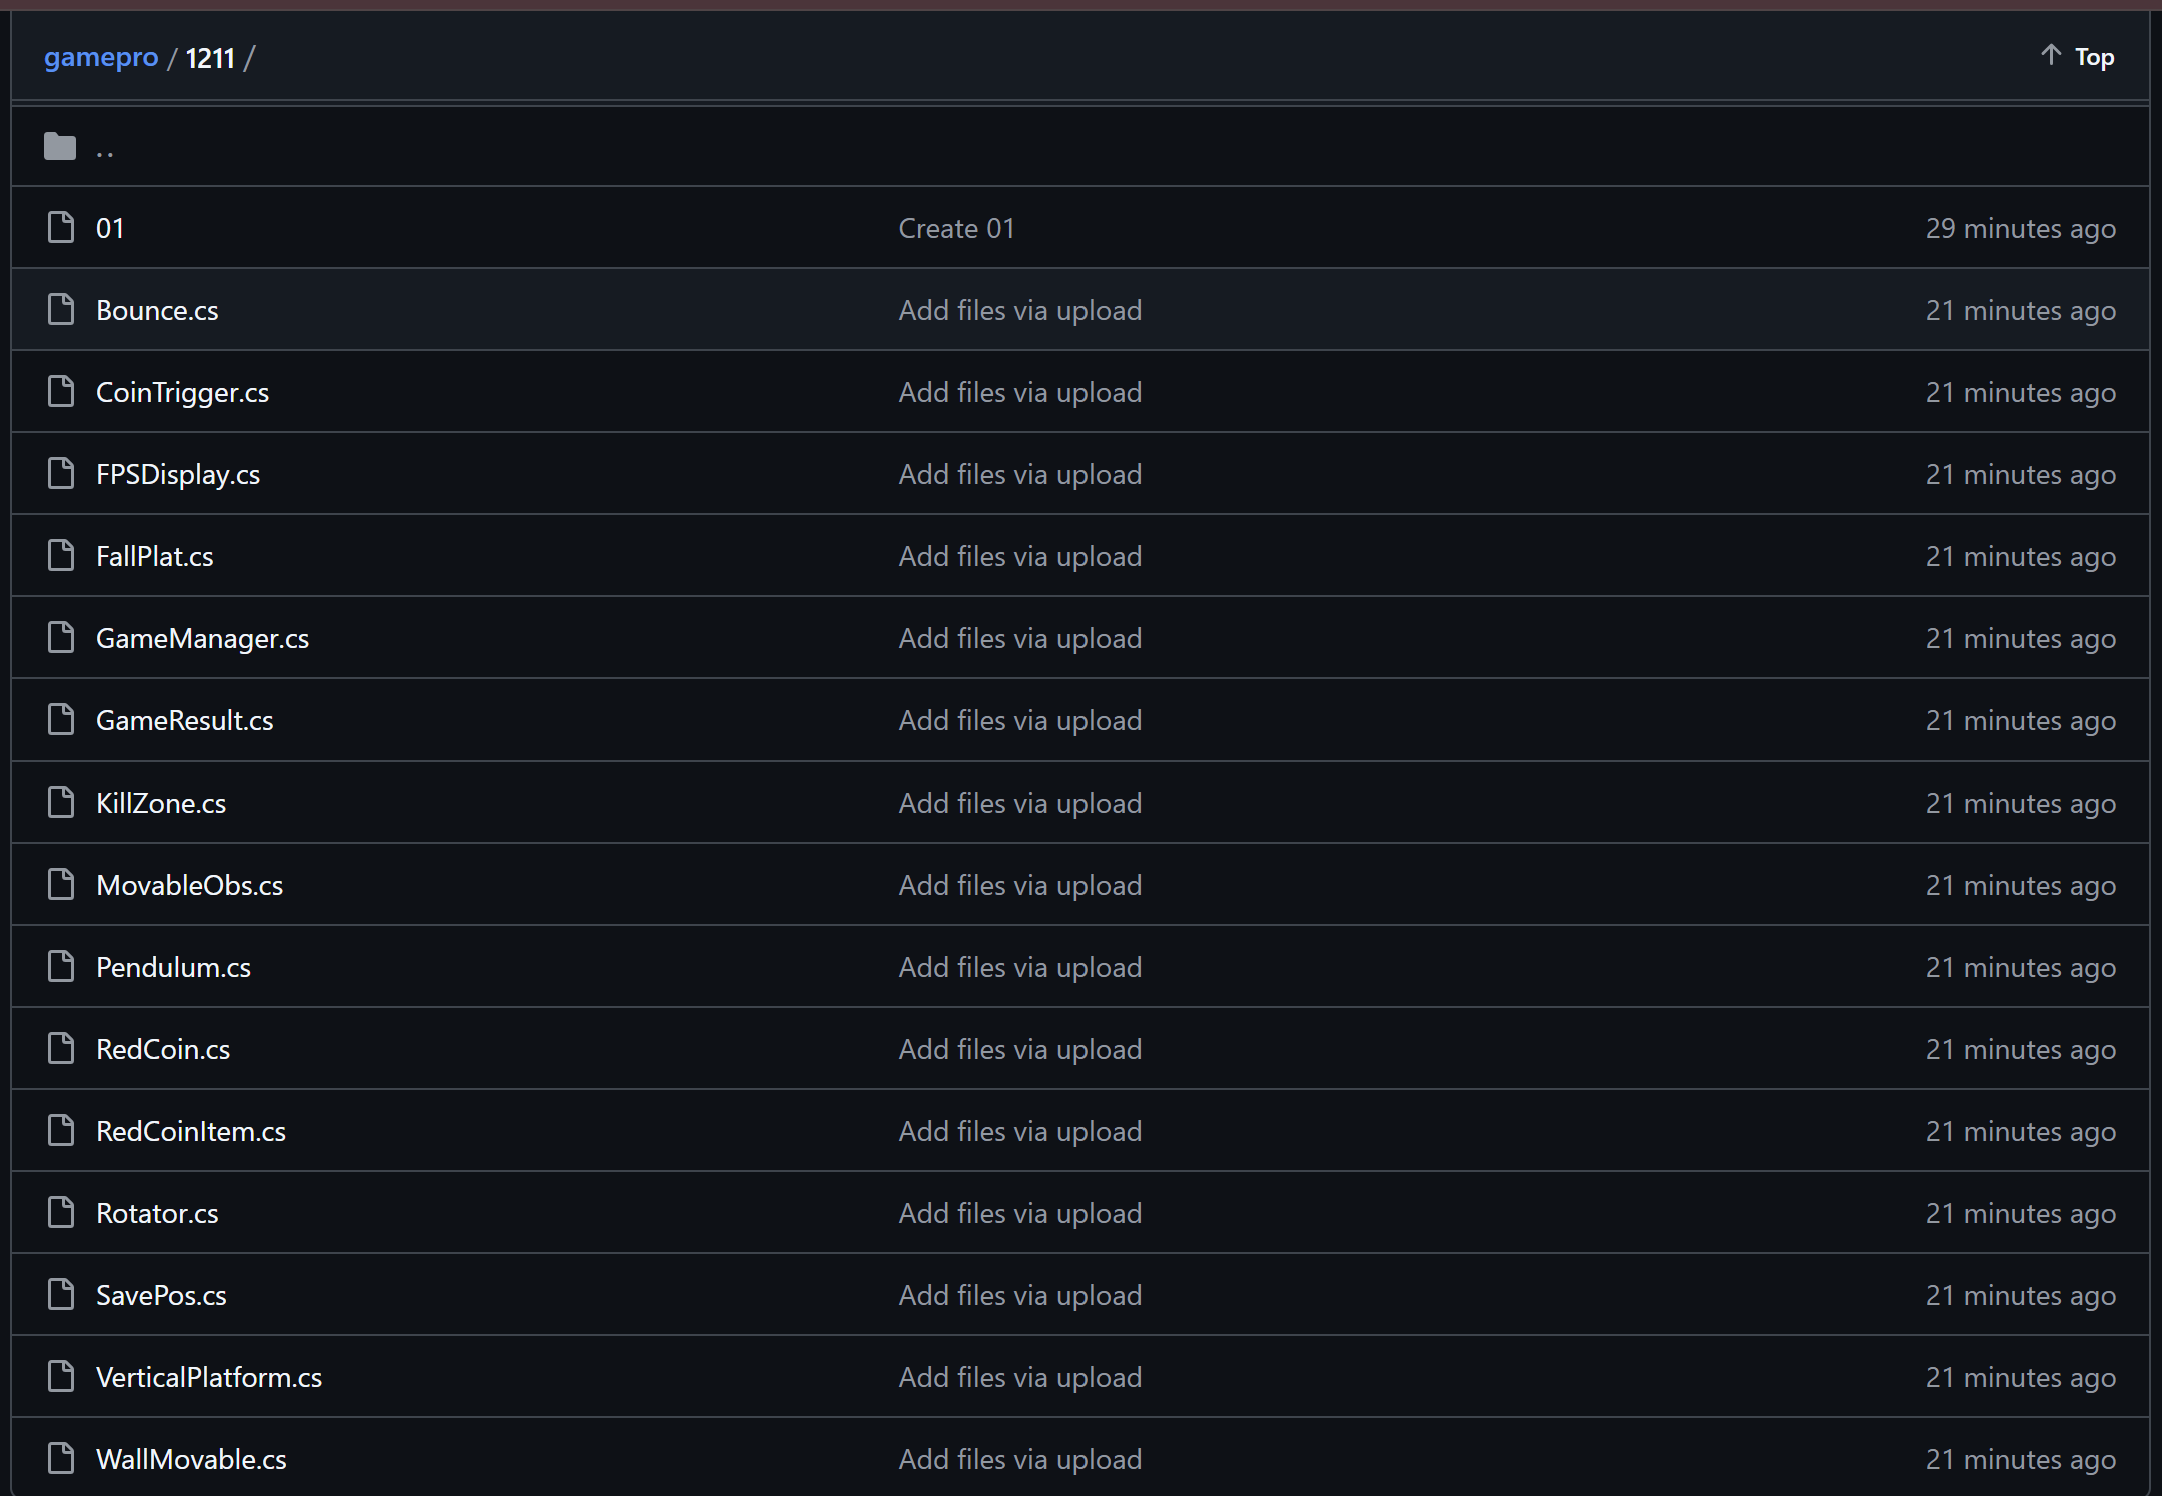 gamepro / 1211 /
Top
..
01 Create 01 29 minutes ago
Bounce.cs Add files via upload 21 minutes ago
CoinTrigger.cs Add files via upload 21 minutes ago
FPSDisplay.cs Add files via upload 21 minutes ago
FallPlat.cs Add files via upload 21 minutes ago
GameManager.cs Add files via upload 21 minutes ago
GameResult.cs Add files via upload 21 minutes ago
KillZone.cs Add files via upload 21 minutes ago
MovableObs.cs Add files via upload 21 minutes ago
Pendulum.cs Add files via upload 21 minutes ago
RedCoin.cs Add files via upload 21 minutes ago
RedCoinItem.cs Add files via upload 21 minutes ago
Rotator.cs Add files via upload 21 minutes ago
SavePos.cs Add files via upload 21 minutes ago
VerticalPlatform.cs Add files via upload 21 minutes ago
WallMovable.cs Add files via upload 21 minutes ago